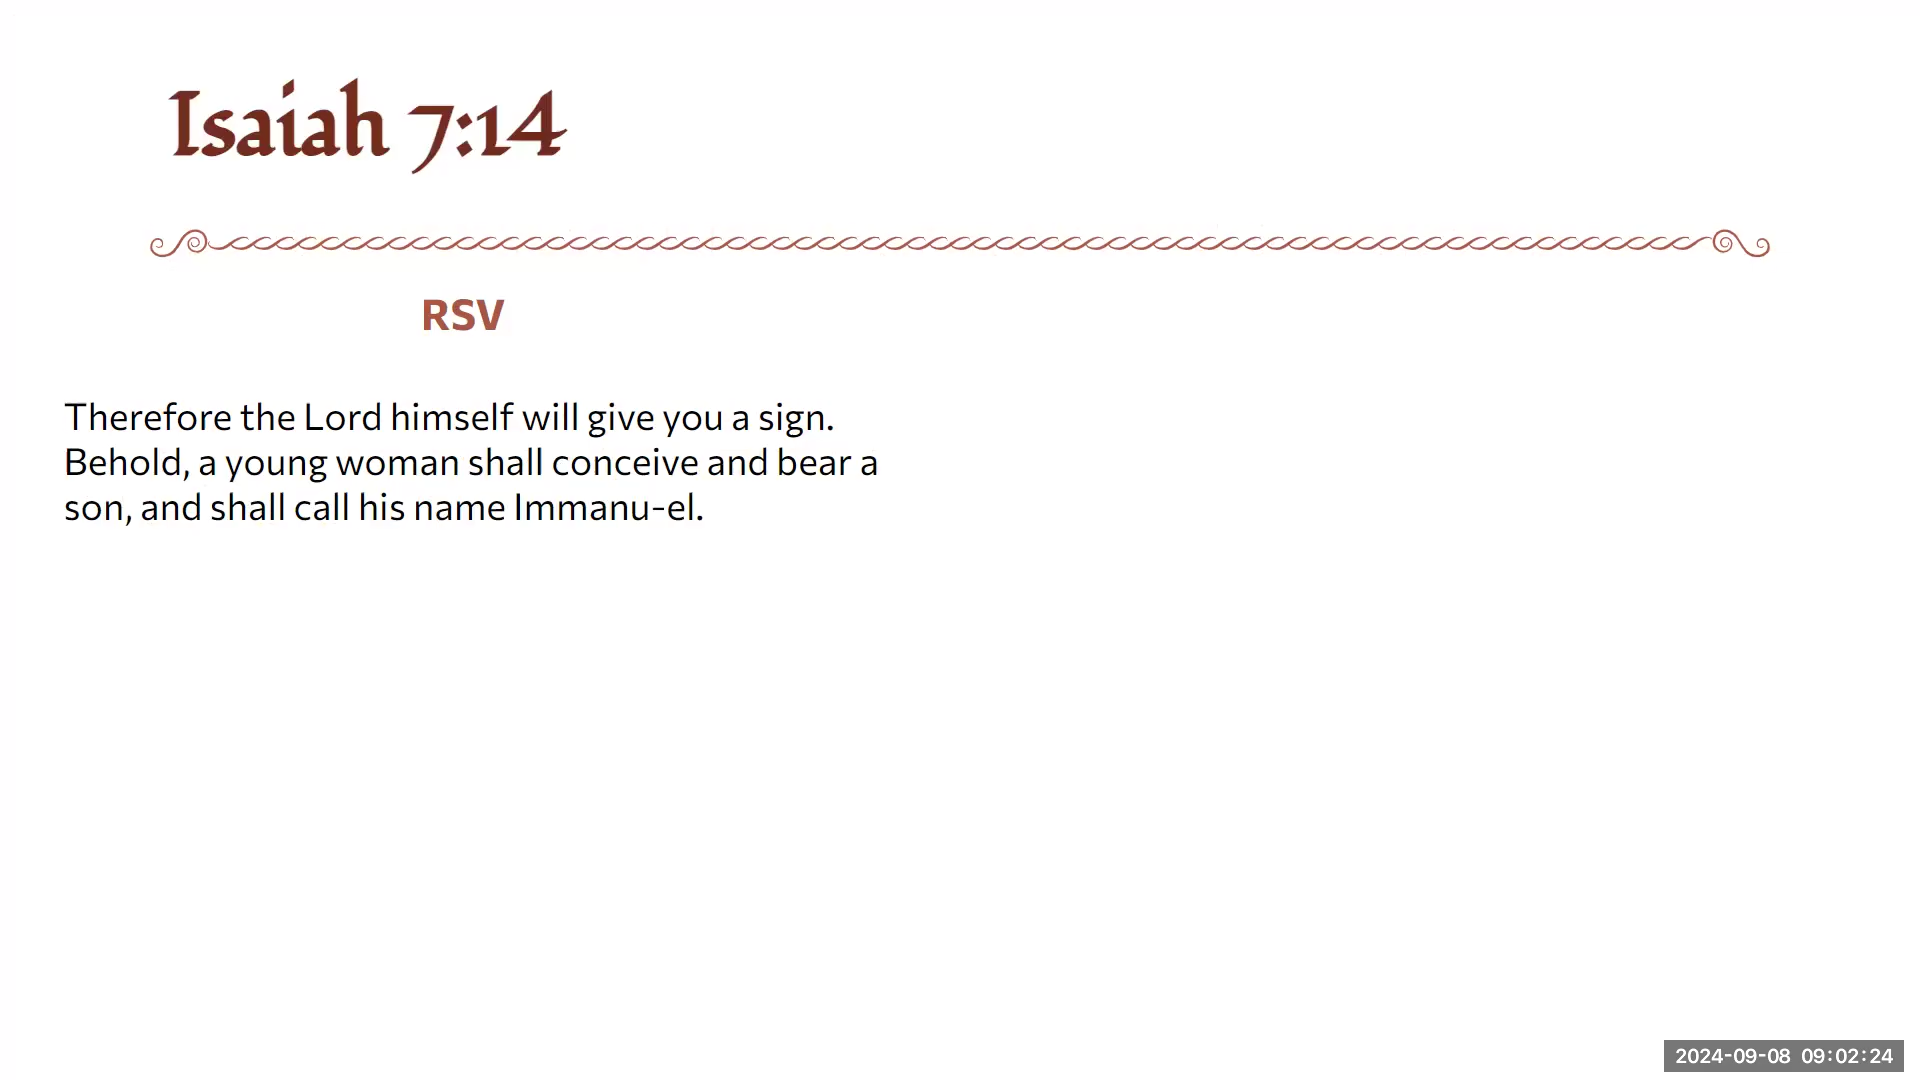 Isaiah 7:14
RSV
Therefore the Lord himself will give you a sign.
Behold, a young woman shall conceive and bear a
son, and shall call his name Immanu-el.
2024-09-08 09:02:24